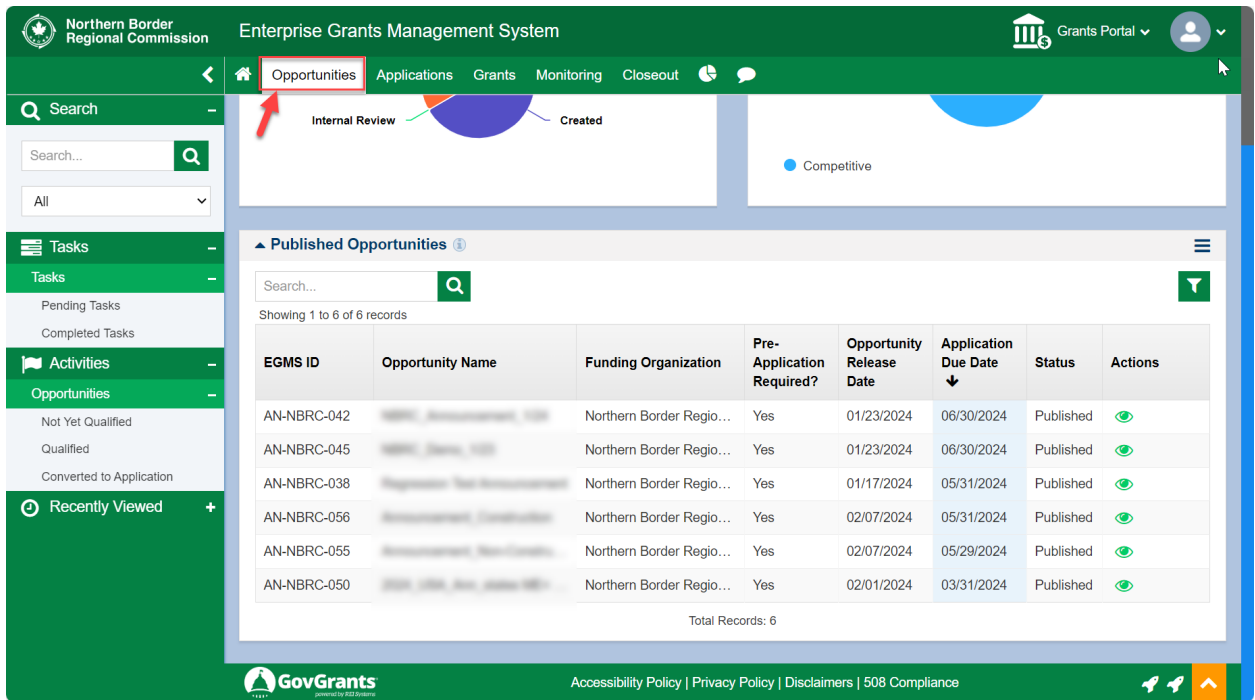 Northern Border
Regional Commission
Enterprise Grants Management System
Grants Portal
Opportunities Applications Grants Monitoring Closeout
Search
Search...
All
Tasks
Tasks
Pending Tasks
Completed Tasks
Activities
Opportunities
Not Yet Qualified
Qualified
Converted to Application
Recently Viewed
Internal Review
Created
Competitive
Published Opportunities
Search...
Showing 1 to 6 of 6 records
EGMS ID Opportunity Name Funding Organization Pre-Application Required? Opportunity Release Date Application Due Date Status Actions
AN-NBRC-042 Northern Border Regio... Yes 01/23/2024 06/30/2024 Published
AN-NBRC-045 Northern Border Regio... Yes 01/23/2024 06/30/2024 Published
AN-NBRC-038 Northern Border Regio... Yes 01/17/2024 05/31/2024 Published
AN-NBRC-056 Northern Border Regio... Yes 02/07/2024 05/31/2024 Published
AN-NBRC-055 Northern Border Regio... Yes 02/07/2024 05/29/2024 Published
AN-NBRC-050 Northern Border Regio... Yes 02/01/2024 03/31/2024 Published
Total Records: 6
GovGrants
powered by REI Systems
Accessibility Policy | Privacy Policy | Disclaimers | 508 Compliance